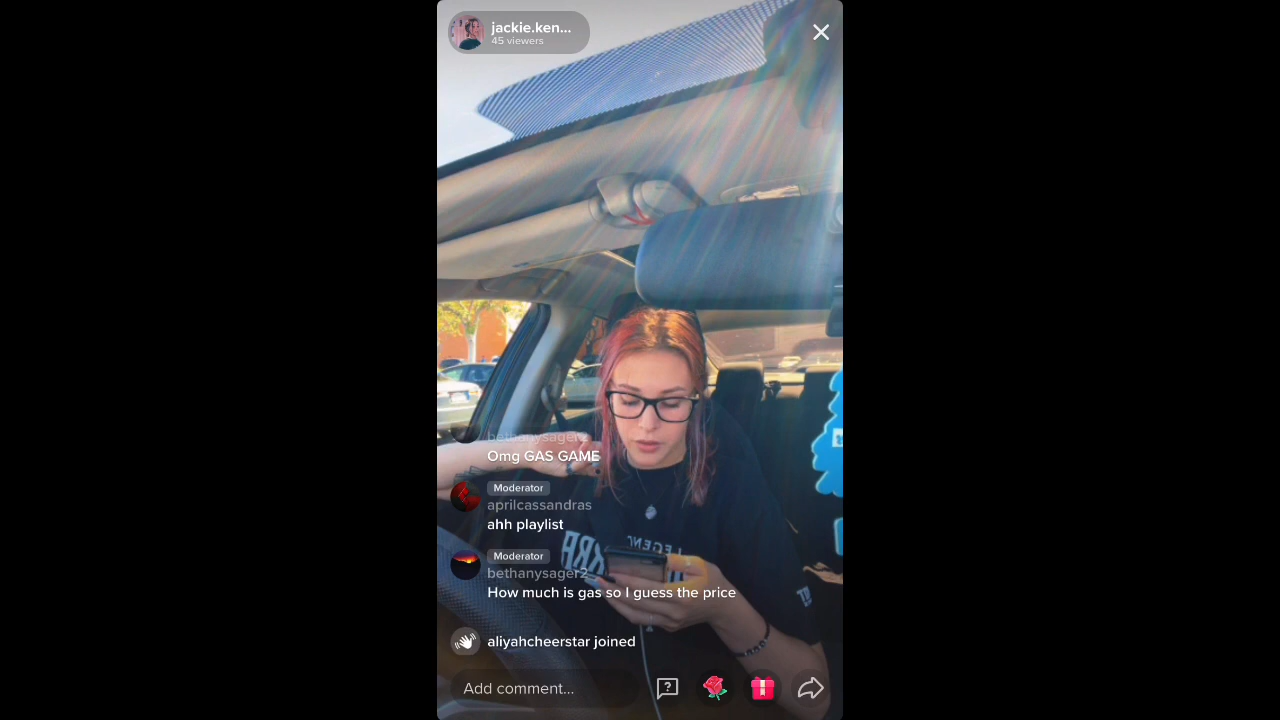 jackie.ken...
45 viewers
bethanysager2
Omg GAS GAME
Moderator
aprilcassandras
ahh playlist
Moderator
bethanysager2
How much is gas so I guess the price
aliyahcheerstar joined
Add comment...
LEGEN